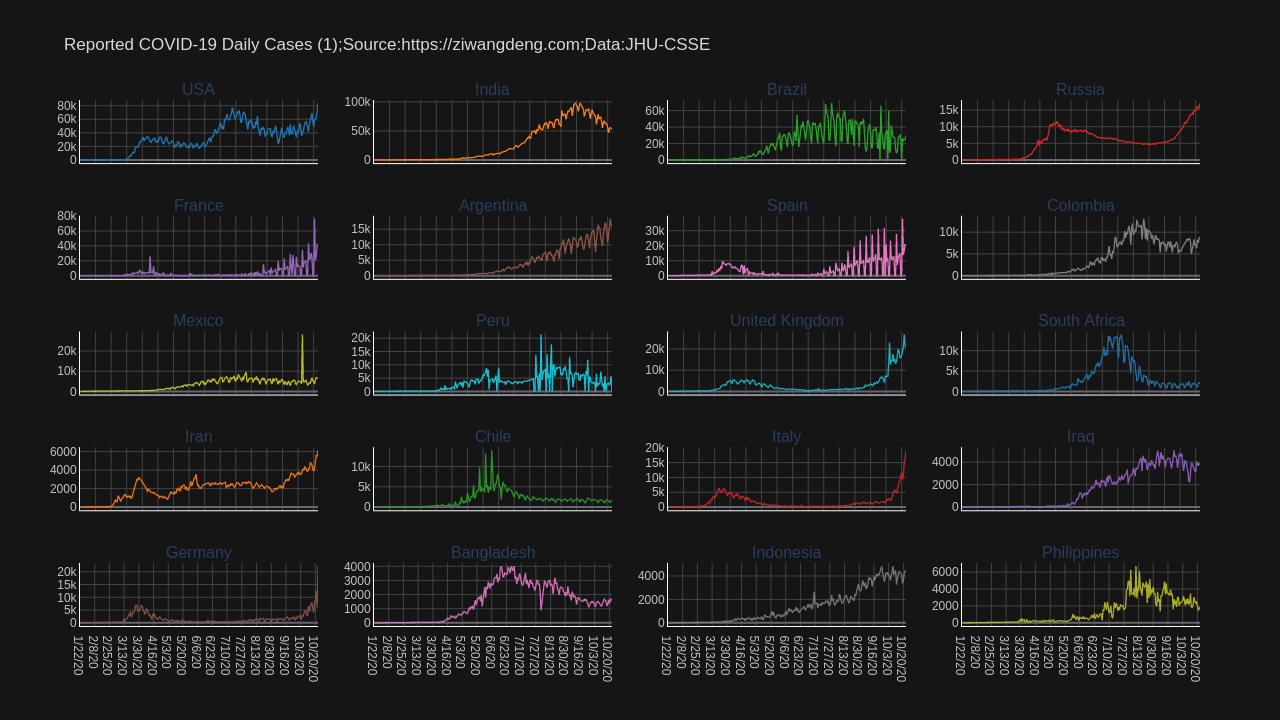 Reported COVID-19 Daily Cases (1);Source:https://ziwangdeng.com;Data:JHU-CSSE
USA India Brazil Russia
80k 60k 40k 20k 0
100k 50k 0
60k 40k 20k 0
15k 10k 5k 0
France Argentina Spain Colombia
80k 60k 40k 20k 0
15k 10k 5k 0
30k 20k 10k 0
10k 5k 0
Mexico Peru United Kingdom South Africa
20k 10k 0
20k 15k 10k 5k 0
20k 10k 0
10k 5k 0
Iran Chile Italy Iraq
6000 4000 2000 0
10k 5k 0
20k 15k 10k 5k 0
4000 2000 0
Germany Bangladesh Indonesia Philippines
20k 15k 10k 5k 0
4000 3000 2000 1000 0
4000 2000 0
6000 4000 2000 0
1/22/20 2/8/20 2/25/20 3/13/20 3/30/20 4/16/20 5/3/20 5/20/20 6/6/20 6/23/20 7/10/20 7/27/20 8/13/20 8/30/20 9/16/20 10/3/20 10/20/20
1/22/20 2/8/20 2/25/20 3/13/20 3/30/20 4/16/20 5/3/20 5/20/20 6/6/20 6/23/20 7/10/20 7/27/20 8/13/20 8/30/20 9/16/20 10/3/20 10/20/20
1/22/20 2/8/20 2/25/20 3/13/20 3/30/20 4/16/20 5/3/20 5/20/20 6/6/20 6/23/20 7/10/20 7/27/20 8/13/20 8/30/20 9/16/20 10/3/20 10/20/20
1/22/20 2/8/20 2/25/20 3/13/20 3/30/20 4/16/20 5/3/20 5/20/20 6/6/20 6/23/20 7/10/20 7/27/20 8/13/20 8/30/20 9/16/20 10/3/20 10/20/20